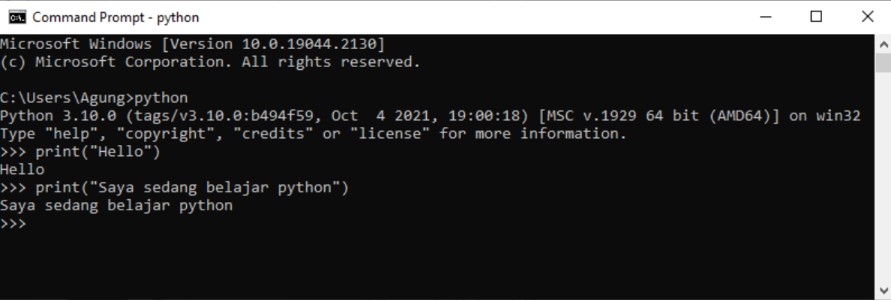 Command Prompt - python
Microsoft Windows [Version 10.0.19044.2130]
(c) Microsoft Corporation. All rights reserved.
C:\Users\Agung>python
Python 3.10.0 (tags/v3.10.0:b494f59, Oct  4 2021, 19:00:18) [MSC v.1929 64 bit (AMD64)] on win32
Type "help", "copyright", "credits" or "license" for more information.
>>> print("Hello")
Hello
>>> print("Saya sedang belajar python")
Saya sedang belajar python
>>>